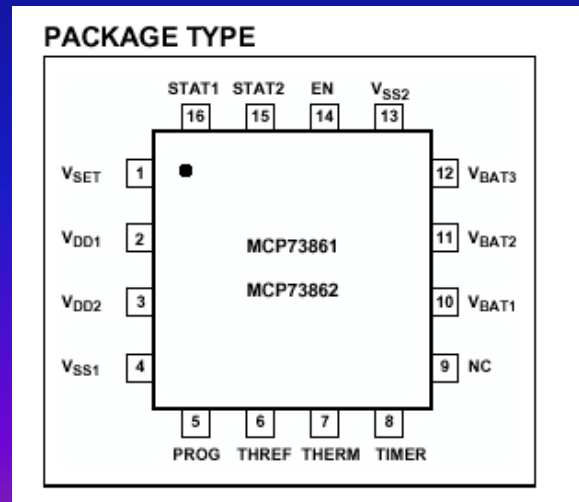 PACKAGE TYPE
STAT1 STAT2 EN VSS2
16 15 14 13
VSET 1 12 VBAT3
VDD1 2 MCP73861 11 VBAT2
VDD2 3 MCP73862 10 VBAT1
VSS1 4 9 NC
5 6 7 8
PROG THREF THERM TIMER